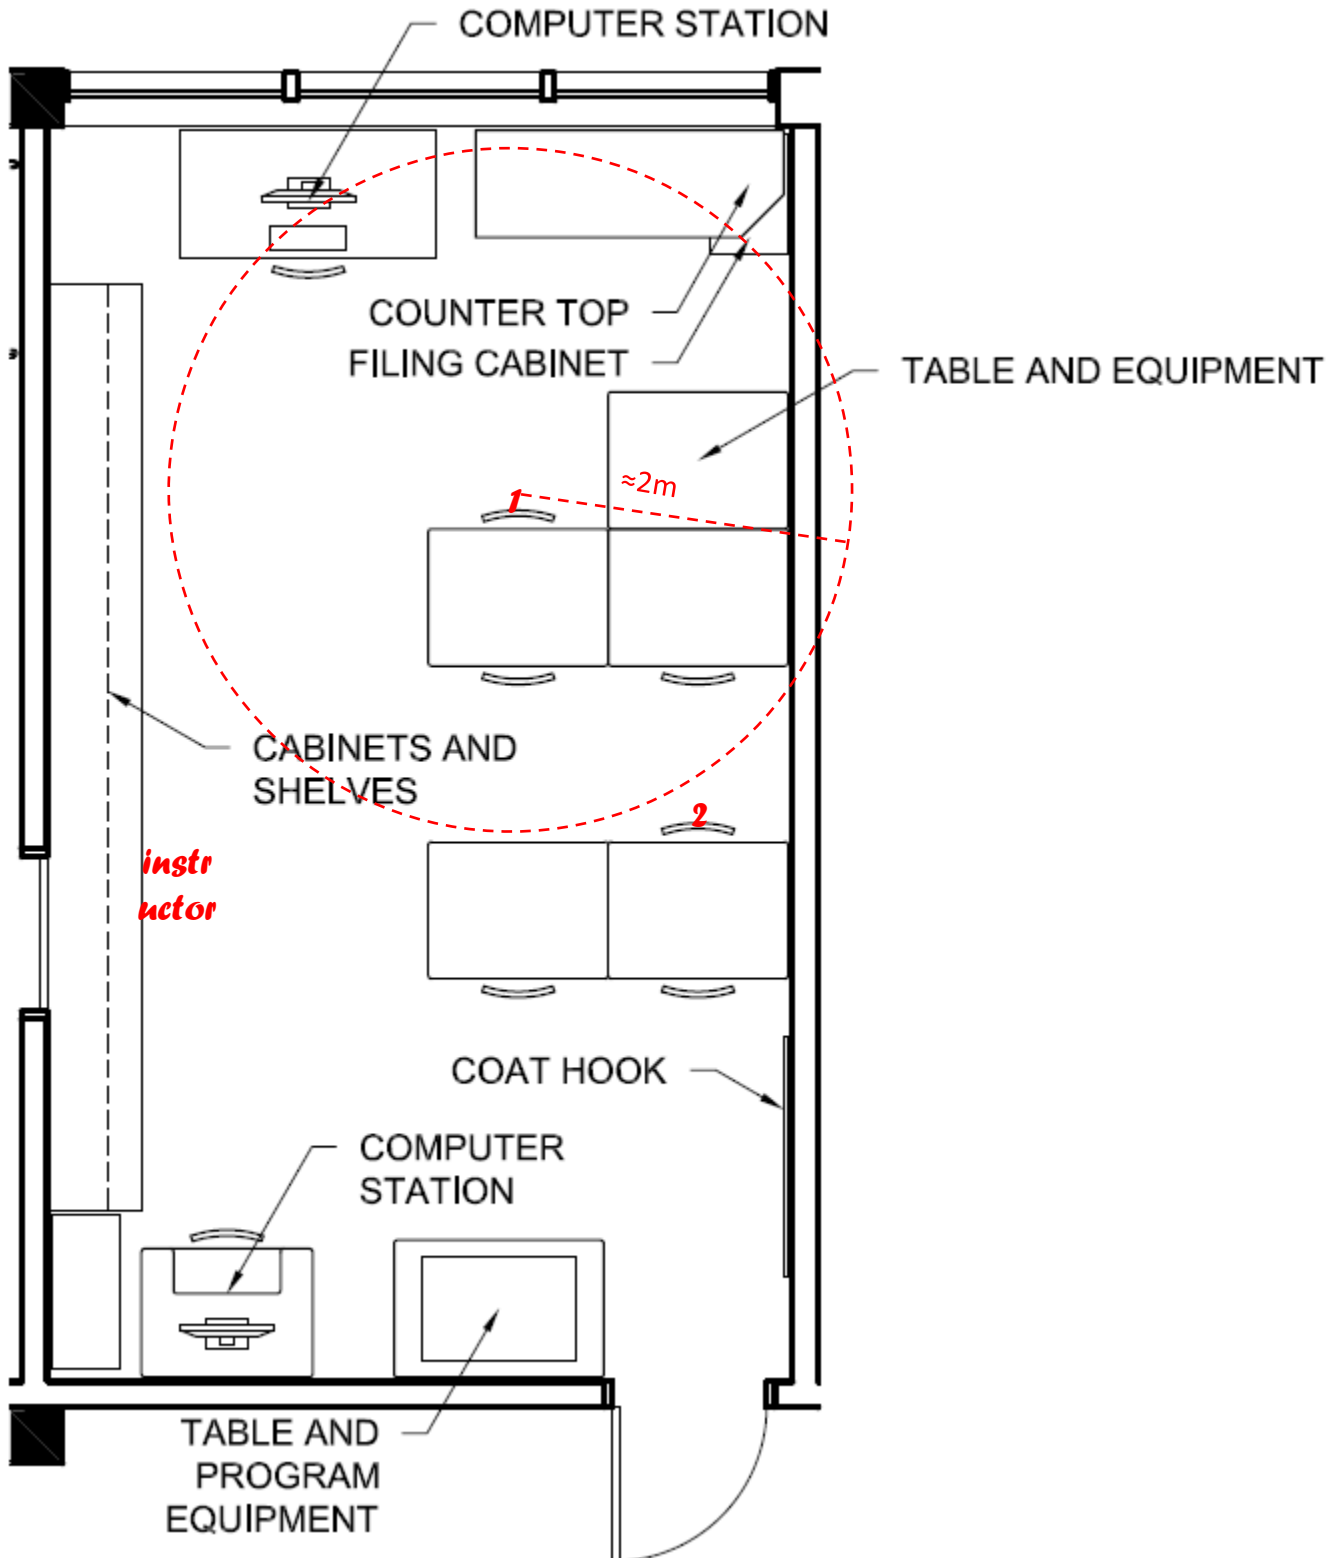 COMPUTER STATION
COUNTER TOP
FILING CABINET
TABLE AND EQUIPMENT
1
≈2m
CABINETS AND
SHELVES
2
instr
uctor
COAT HOOK
COMPUTER
STATION
TABLE AND
PROGRAM
EQUIPMENT